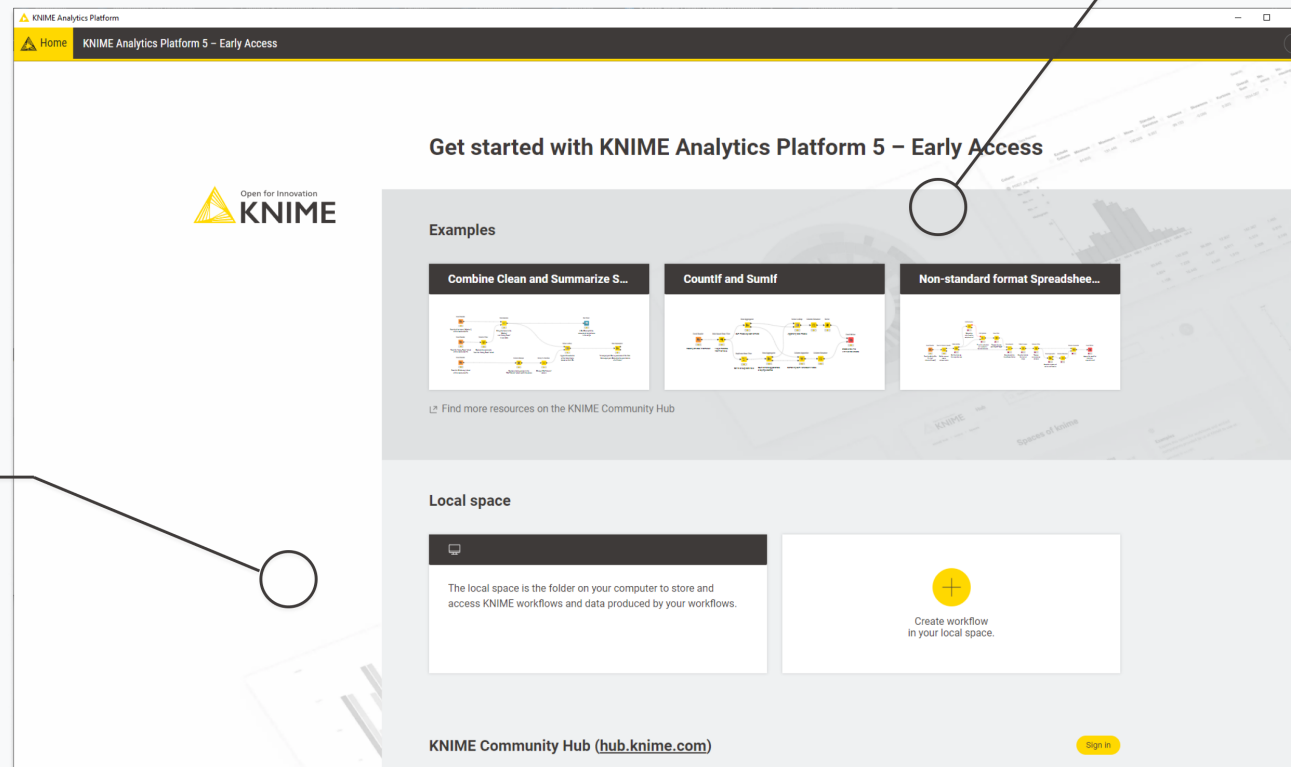 KNIME Analytics Platform
Home
KNIME Analytics Platform 5 – Early Access
Get started with KNIME Analytics Platform 5 – Early Access
Open for Innovation
KNIME
Examples
Combine Clean and Summarize S...
CountIf and SumIf
Non-standard format Spreadshee...
Find more resources on the KNIME Community Hub
KNIME
Spaces of knime
Local space
The local space is the folder on your computer to store and
access KNIME workflows and data produced by your workflows.
Create workflow
in your local space.
KNIME Community Hub (hub.knime.com)
Sign in